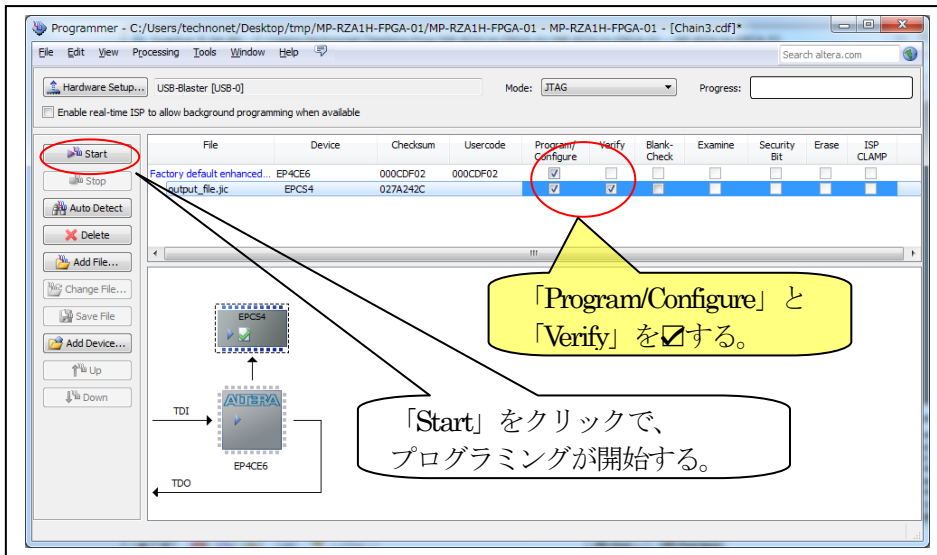 Programmer - C:/Users/technonet/Desktop/tmp/MP-RZA1H-FPGA-01/MP-RZA1H-FPGA-01 - MP-RZA1H-FPGA-01 - [Chain3.cdf]*
File Edit View Processing Tools Window Help
Search altera.com
Hardware Setup... USB-Blaster [USB-0] Mode: JTAG Progress:
Enable real-time ISP to allow background programming when available
Start
Stop
Auto Detect
Delete
Add File...
Change File...
Save File
Add Device...
Up
Down
File Device Checksum Usercode Program/ Verify Blank- Examine Security Erase ISP
Configure Check Bit CLAMP
Factory default enhanced... EP4CE6 000CDF02 000CDF02
output_file.jic EPCS4 027A242C
「Program/Configure」と
「Verify」を☑する。
EPCS4
TDI
ALTERA
EP4CE6
TDO
「Start」をクリックで、
プログラミングが開始する。